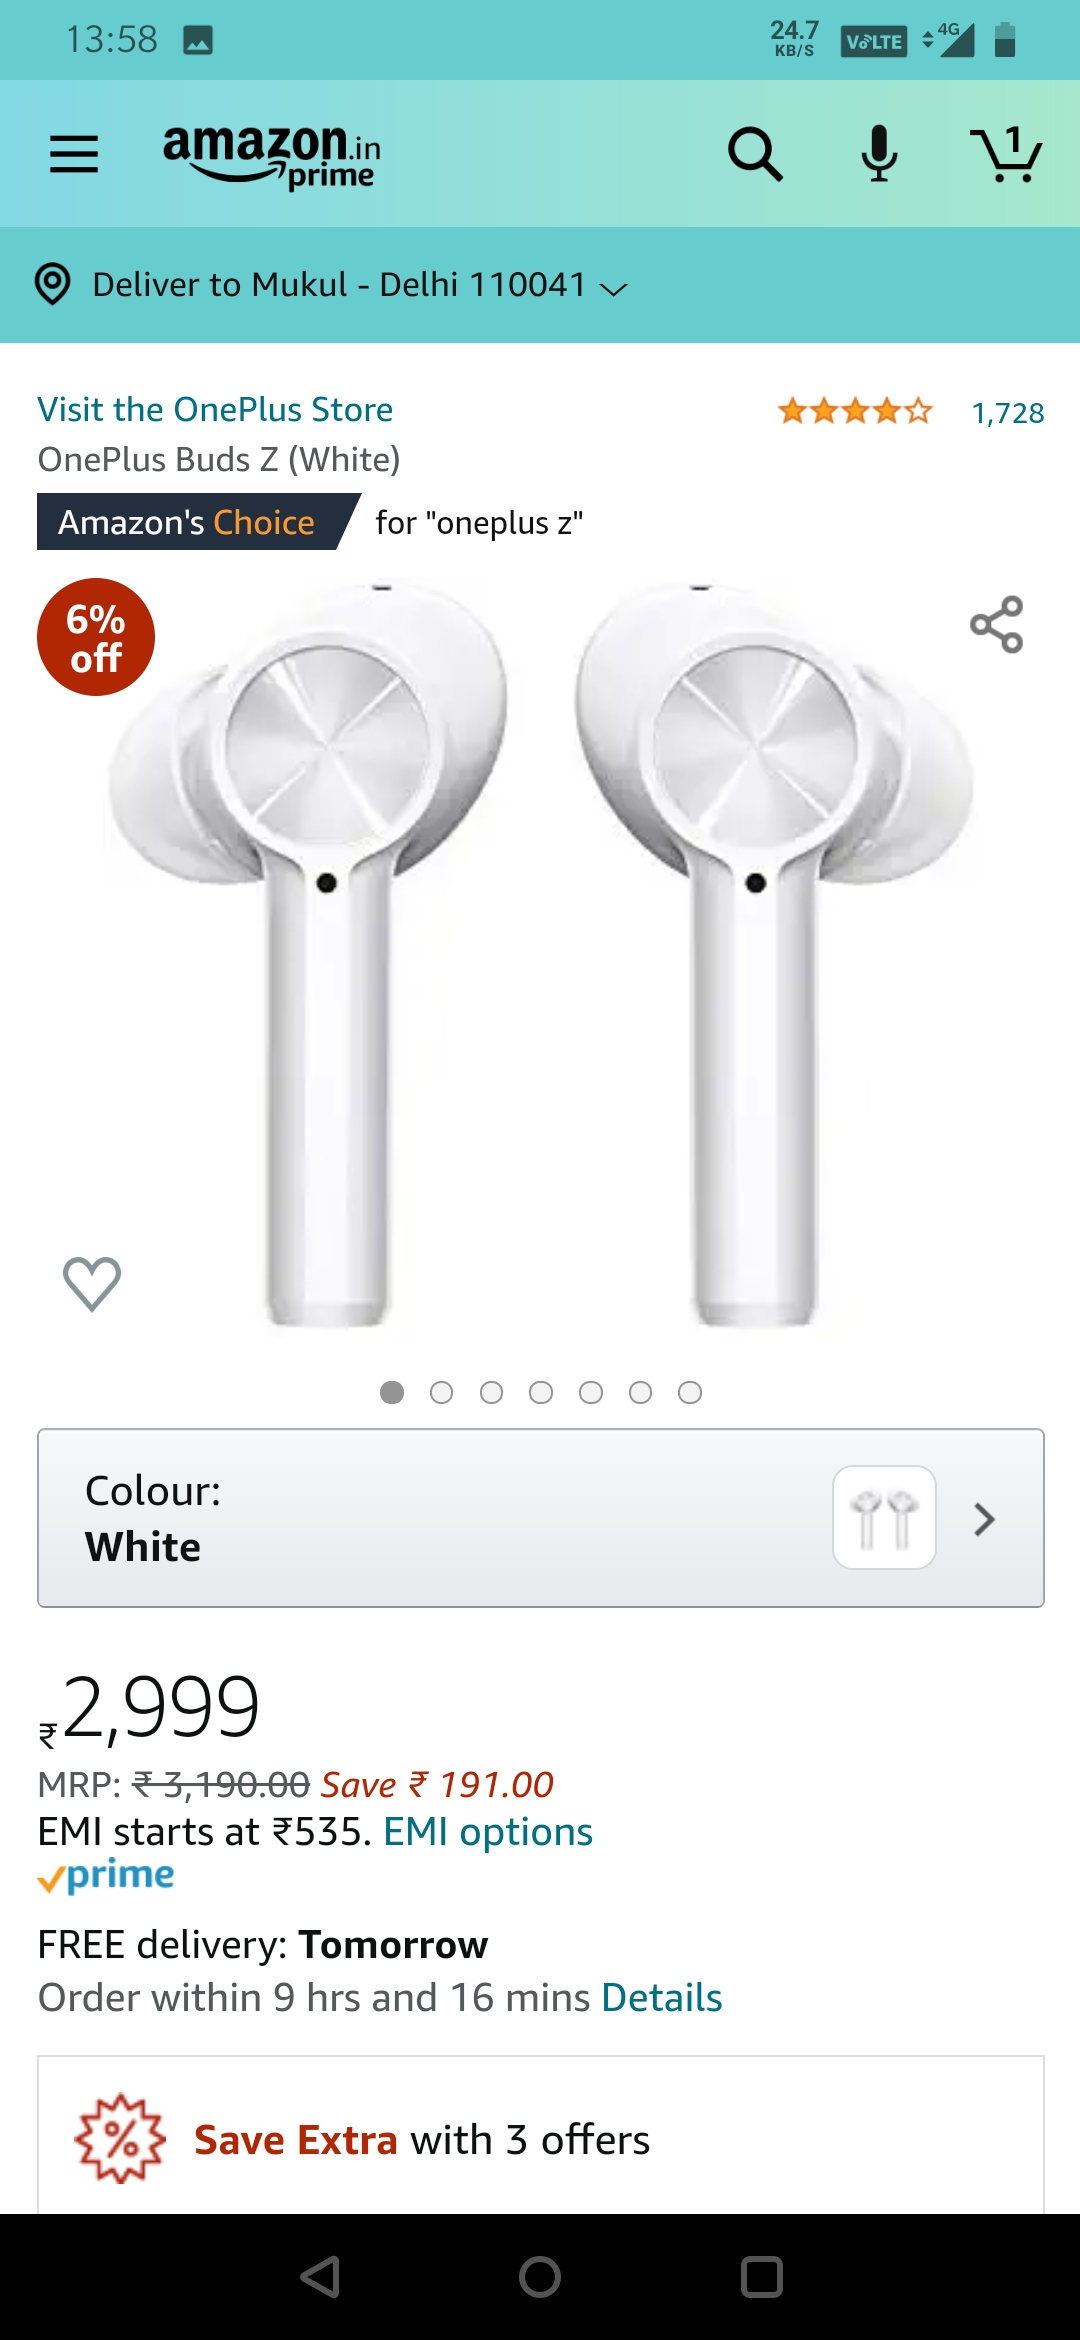 13:58
24.7
KB/S
VoLTE
4G
amazon.in
prime
1
Deliver to Mukul - Delhi 110041
Visit the OnePlus Store
1,728
OnePlus Buds Z (White)
Amazon's Choice for "oneplus z"
6%
off
Colour:
White
₹2,999
MRP: ₹ 3,190.00 Save ₹ 191.00
EMI starts at ₹535. EMI options
prime
FREE delivery: Tomorrow
Order within 9 hrs and 16 mins Details
% Save Extra with 3 offers